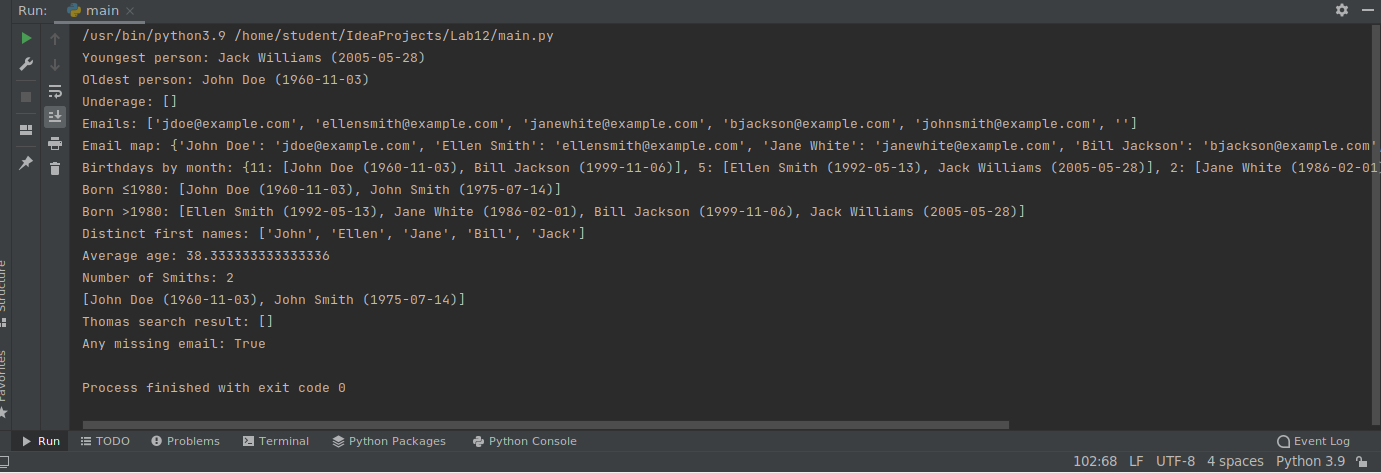 Run: main
/usr/bin/python3.9 /home/student/IdeaProjects/Lab12/main.py
Youngest person: Jack Williams (2005-05-28)
Oldest person: John Doe (1960-11-03)
Underage: []
Emails: ['jdoe@example.com', 'ellensmith@example.com', 'janewhite@example.com', 'bjackson@example.com', 'johnsmith@example.com', '']
Email map: {'John Doe': 'jdoe@example.com', 'Ellen Smith': 'ellensmith@example.com', 'Jane White': 'janewhite@example.com', 'Bill Jackson': 'bjackson@example.com'
Birthdays by month: {11: [John Doe (1960-11-03), Bill Jackson (1999-11-06)], 5: [Ellen Smith (1992-05-13), Jack Williams (2005-05-28)], 2: [Jane White (1986-02-01
Born ≤1980: [John Doe (1960-11-03), John Smith (1975-07-14)]
Born >1980: [Ellen Smith (1992-05-13), Jane White (1986-02-01), Bill Jackson (1999-11-06), Jack Williams (2005-05-28)]
Distinct first names: ['John', 'Ellen', 'Jane', 'Bill', 'Jack']
Average age: 38.333333333333336
Number of Smiths: 2
[John Doe (1960-11-03), John Smith (1975-07-14)]
Thomas search result: []
Any missing email: True
Process finished with exit code 0
Structure
Favorites
Run TODO Problems Terminal Python Packages Python Console Event Log
102:68 LF UTF-8 4 spaces Python 3.9